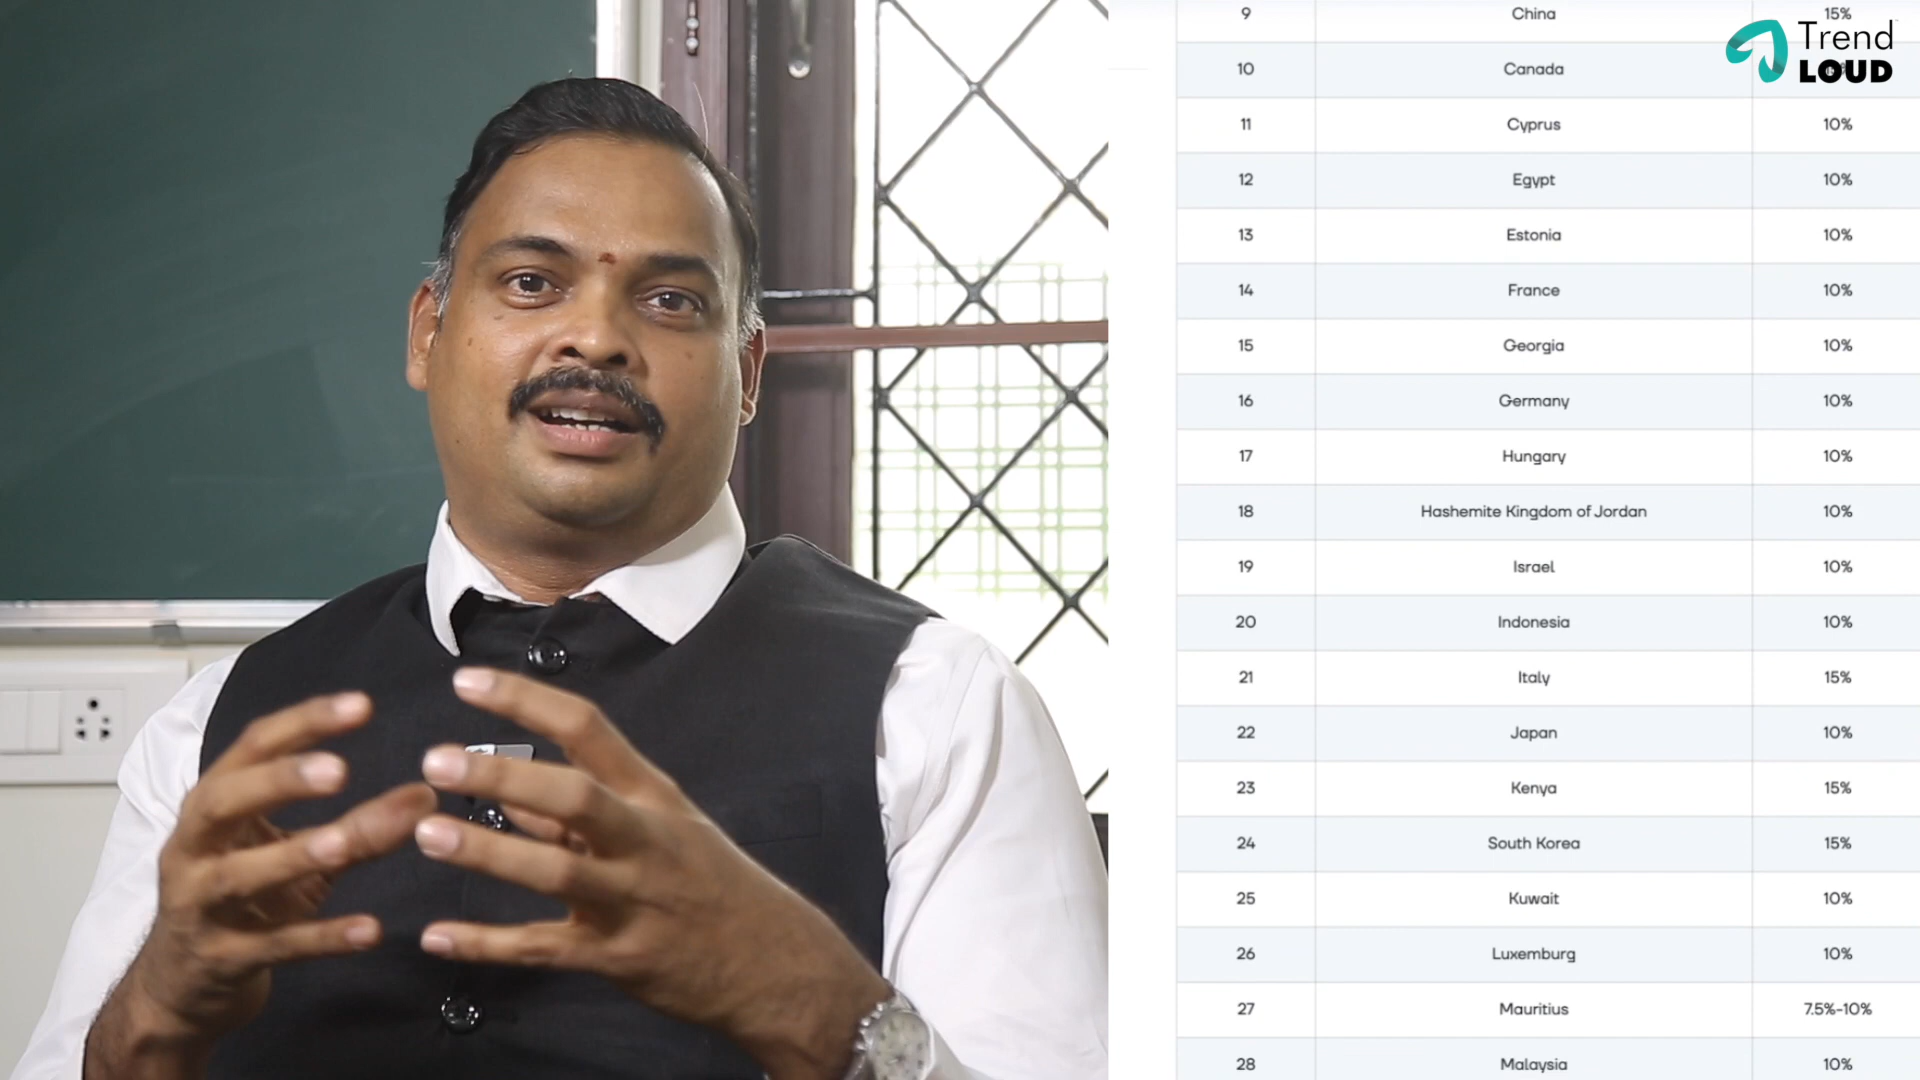 9 China 15%
Trend
LOUD
10 Canada
11 Cyprus 10%
12 Egypt 10%
13 Estonia 10%
14 France 10%
15 Georgia 10%
16 Germany 10%
17 Hungary 10%
18 Hashemite Kingdom of Jordan 10%
19 Israel 10%
20 Indonesia 10%
21 Italy 15%
22 Japan 10%
23 Kenya 15%
24 South Korea 15%
25 Kuwait 10%
26 Luxemburg 10%
27 Mauritius 7.5%-10%
28 Malaysia 10%